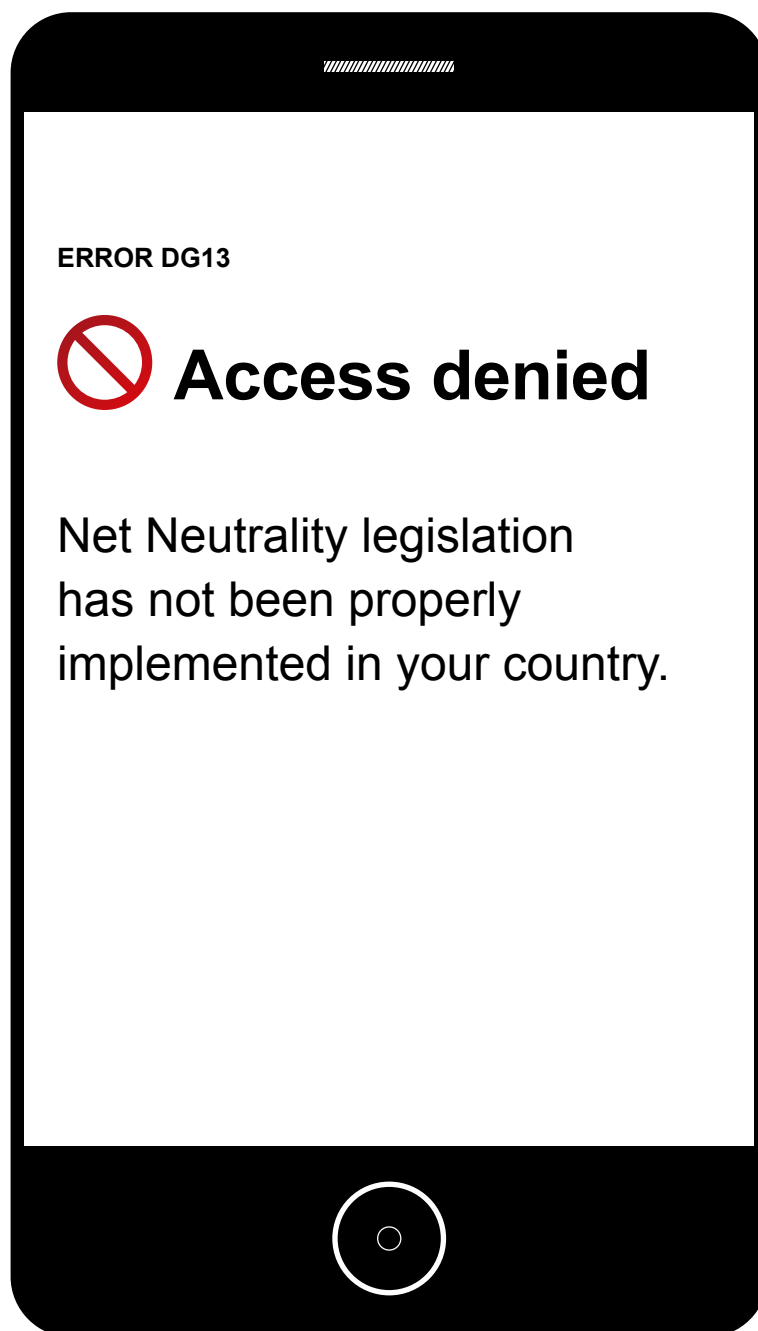 ERROR DG13
Access denied
Net Neutrality legislation
has not been properly
implemented in your country.